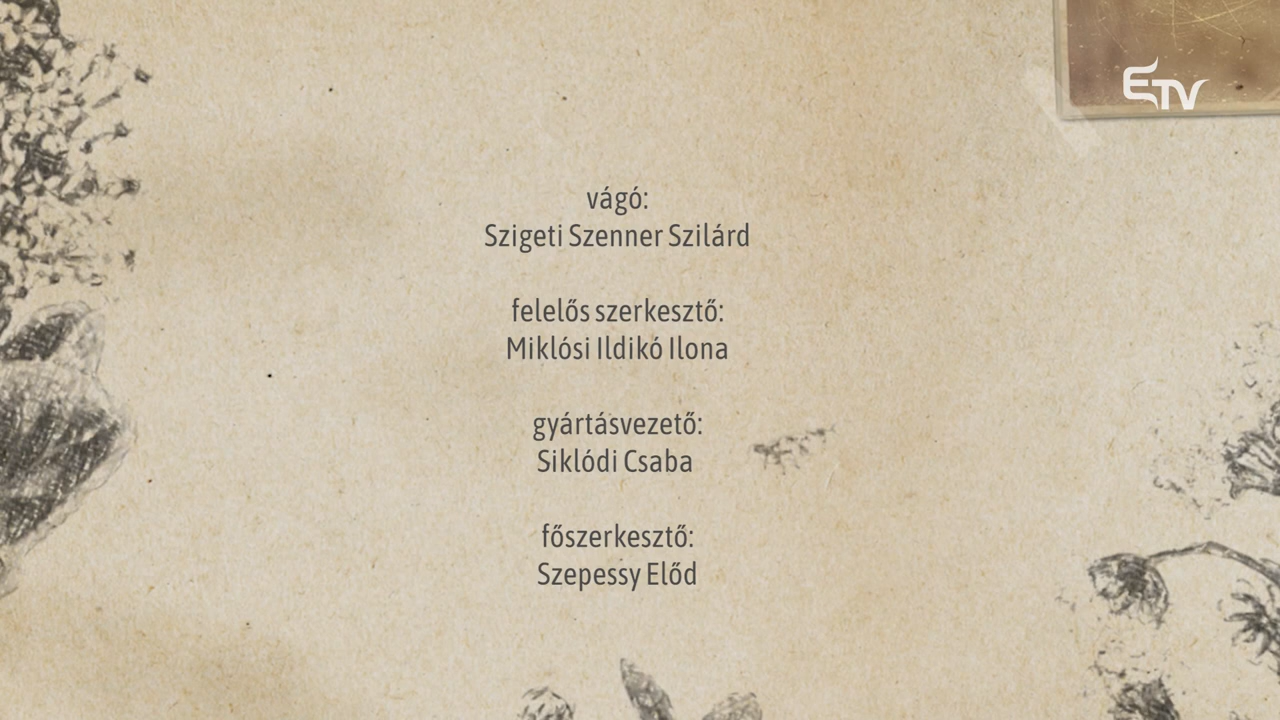 ETV
vágó:
Szigeti Szenner Szilárd
felelős szerkesztő:
Miklósi Ildikó Ilona
gyártásvezető:
Siklódi Csaba
főszerkesztő:
Szepessy Előd